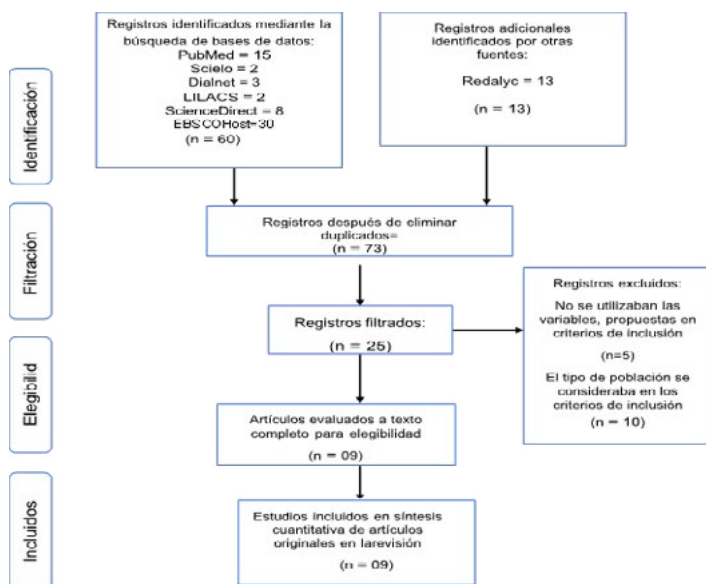 Registros identificados mediante la
búsqueda de bases de datos:
PubMed = 15
Scielo = 2
Dialnet = 3
LILACS = 2
ScienceDirect = 8
EBSCOHost=30
(n = 60)
Registros adicionales
identificados por otras
fuentes:
Redalyc = 13
(n = 13)
Identificación
Registros después de eliminar
duplicados=
(n = 73)
Filtración
Registros filtrados:
(n = 25)
Registros excluidos:
No se utilizaban las
variables, propuestas en
criterios de inclusión
(n=5)
El tipo de población se
consideraba en los
criterios de inclusión
(n = 10)
Elegibilid
Artículos evaluados a texto
completo para elegibilidad
(n = 09)
Incluidos
Estudios incluidos en síntesis
cuantitativa de artículos
originales en larevisión
(n = 09)